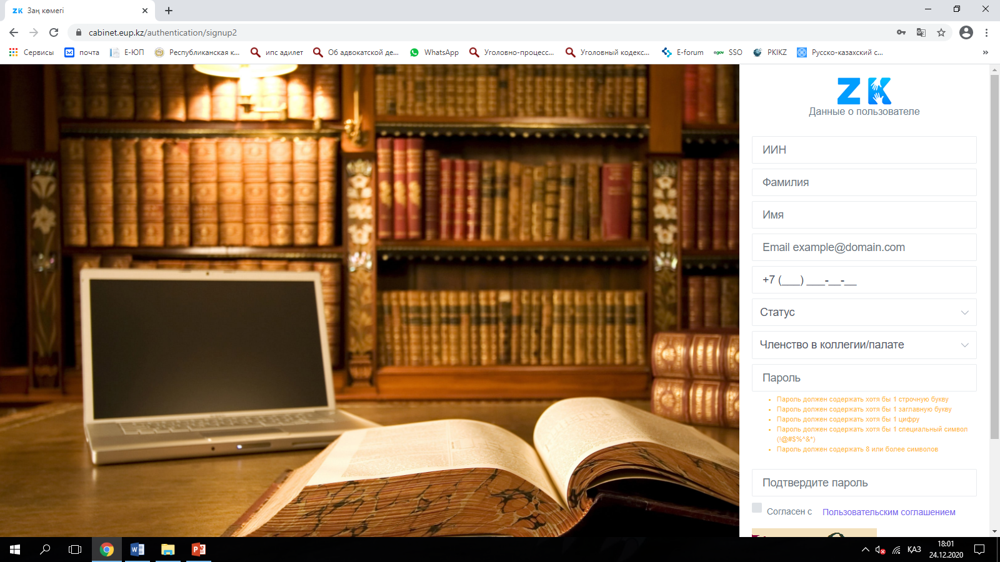 ZK Заң көмегі
cabinet.eup.kz/authentication/signup2
Сервисы почта Е-ЮП Республиканская к... ипс адилет Об адвокатской де... WhatsApp Уголовно-процесс... Уголовный кодекс... E-forum egov SSO PKIKZ Русско-казахский с... »
ZK
Данные о пользователе
ИИН
Фамилия
Имя
Email example@domain.com
+7 (___) ___-__-__
Статус
Членство в коллегии/палате
Пароль
Пароль должен содержать хотя бы 1 строчную букву
Пароль должен содержать хотя бы 1 заглавную букву
Пароль должен содержать хотя бы 1 цифру
Пароль должен содержать хотя бы 1 специальный символ
(!@#$%^&*)
Пароль должен содержать 8 или более символов
Подтвердите пароль
Согласен с Пользовательским соглашением
ҚАЗ
18:01
24.12.2020